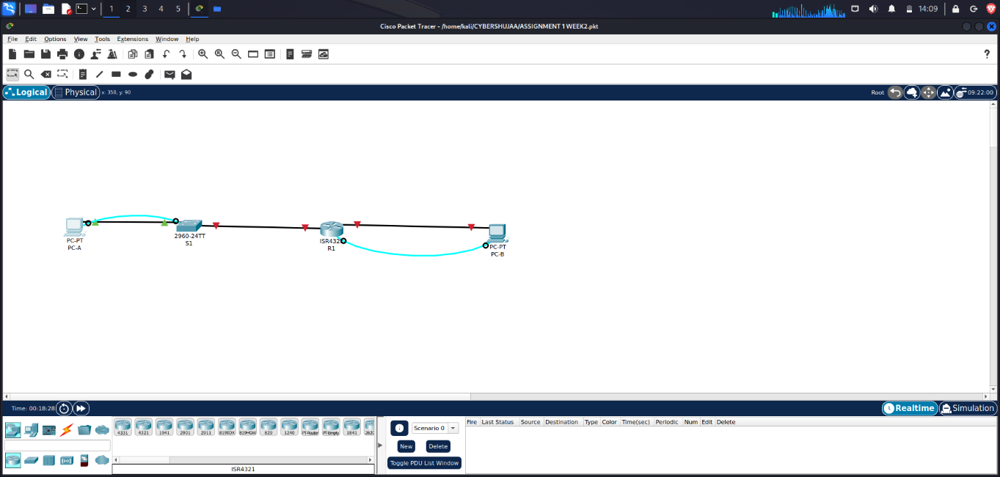 1 2 3 4 5 14:09
Cisco Packet Tracer - /home/kali/CYBERSHUJAA/ASSIGNMENT 1 WEEK2.pkt
File Edit Options View Tools Extensions Window Help
?
Logical Physical x: 358, y: 90 Root 09:22:00
PC-PT
PC-A
2960-24TT
S1
ISR432
R1
PC-PT
PC-B
Time: 00:18:28 Realtime Simulation
4331 4321 1941 2901 2911 819IOX 819HGW 829 1240 PT-Router PT-Empty 1841 262
ISR4321
Scenario 0
New Delete
Toggle PDU List Window
Fire Last Status Source Destination Type Color Time(sec) Periodic Num Edit Delete